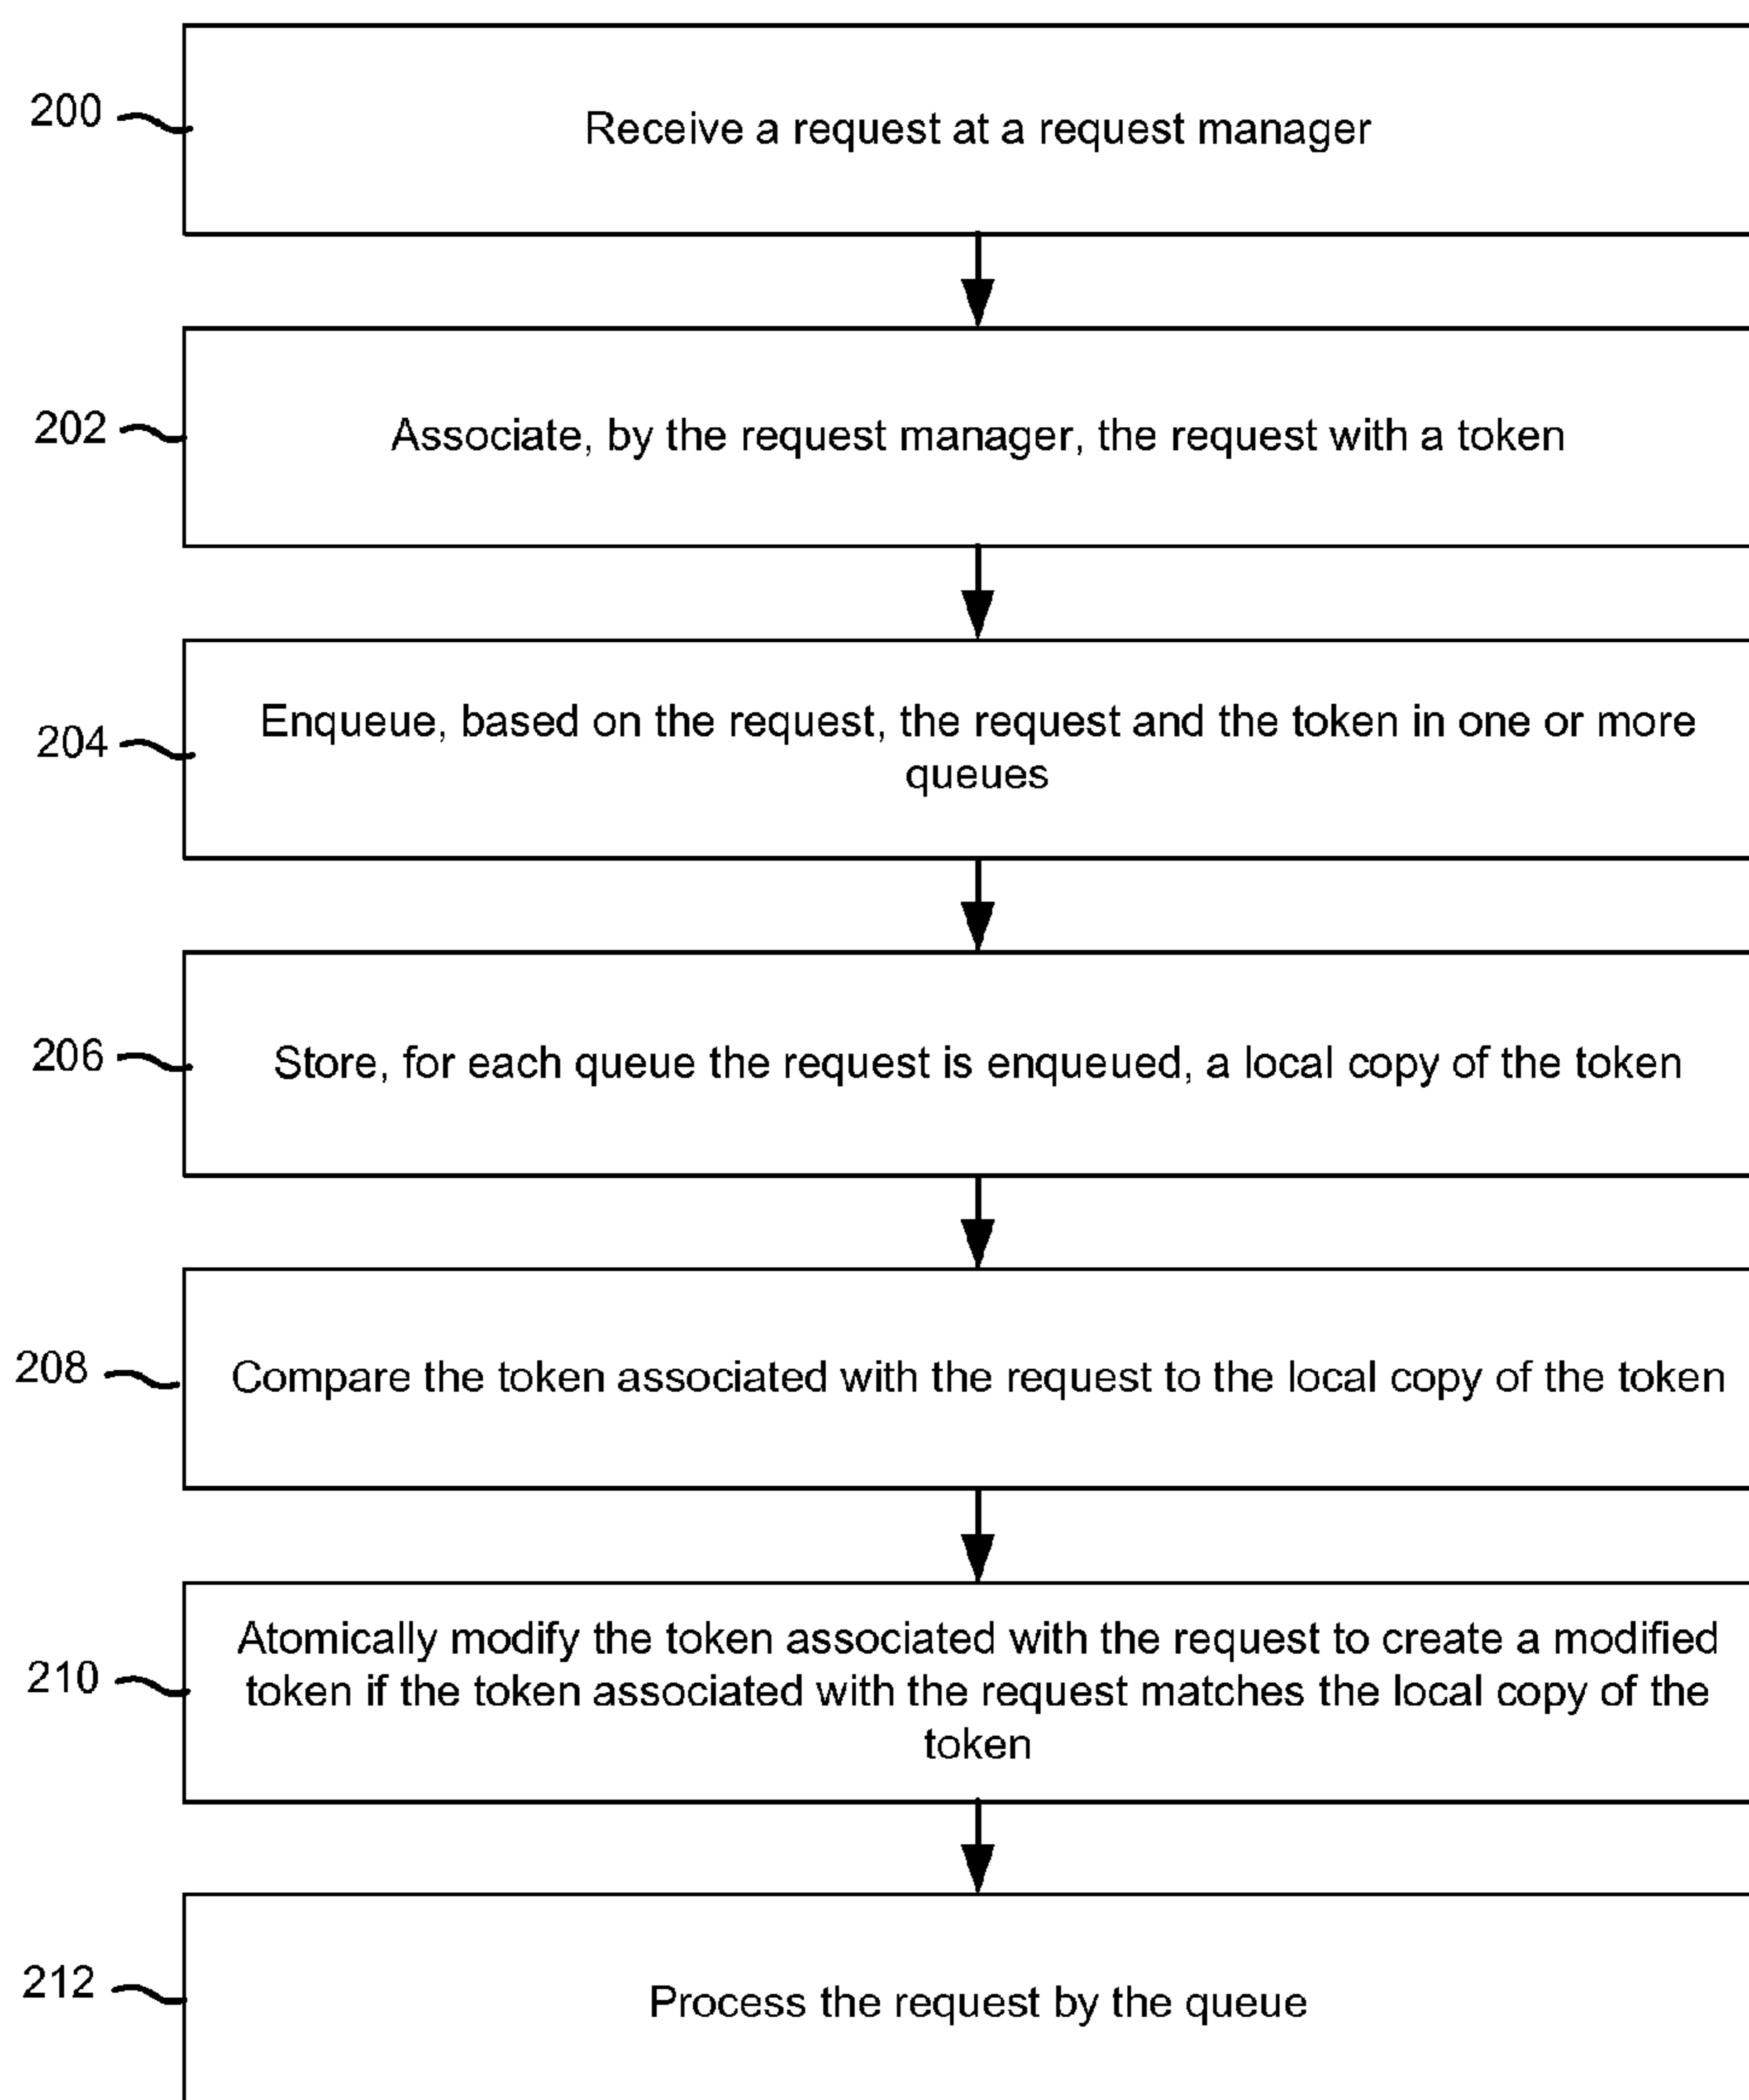 200
Receive a request at a request manager
202
Associate, by the request manager, the request with a token
204
Enqueue, based on the request, the request and the token in one or more
queues
206
Store, for each queue the request is enqueued, a local copy of the token
208
Compare the token associated with the request to the local copy of the token
210
Atomically modify the token associated with the request to create a modified
token if the token associated with the request matches the local copy of the
token
212
Process the request by the queue